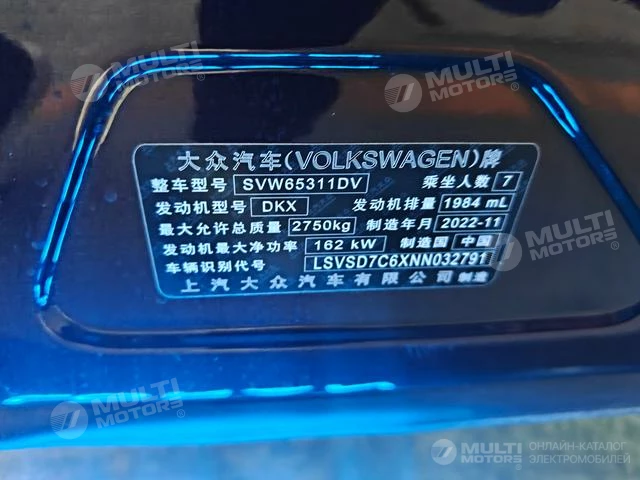 MULTI MOTORS
MULTI MOTORS
大众汽车(VOLKSWAGEN)牌
整车型号 SVW65311DV 乘坐人数 7
发动机型号 DKX 发动机排量 1984 mL
最大允许总质量 2750kg 制造年月 2022-11
发动机最大净功率 162 kW 制造国 中国
车辆识别代号 LSVSD7C6XNN032791
上汽大众汽车有限公司 制造
MULTI MOTORS
MULTI MOTORS
ОНЛАЙН-КАТАЛОГ
ЭЛЕКТРОМОБИЛЕЙ